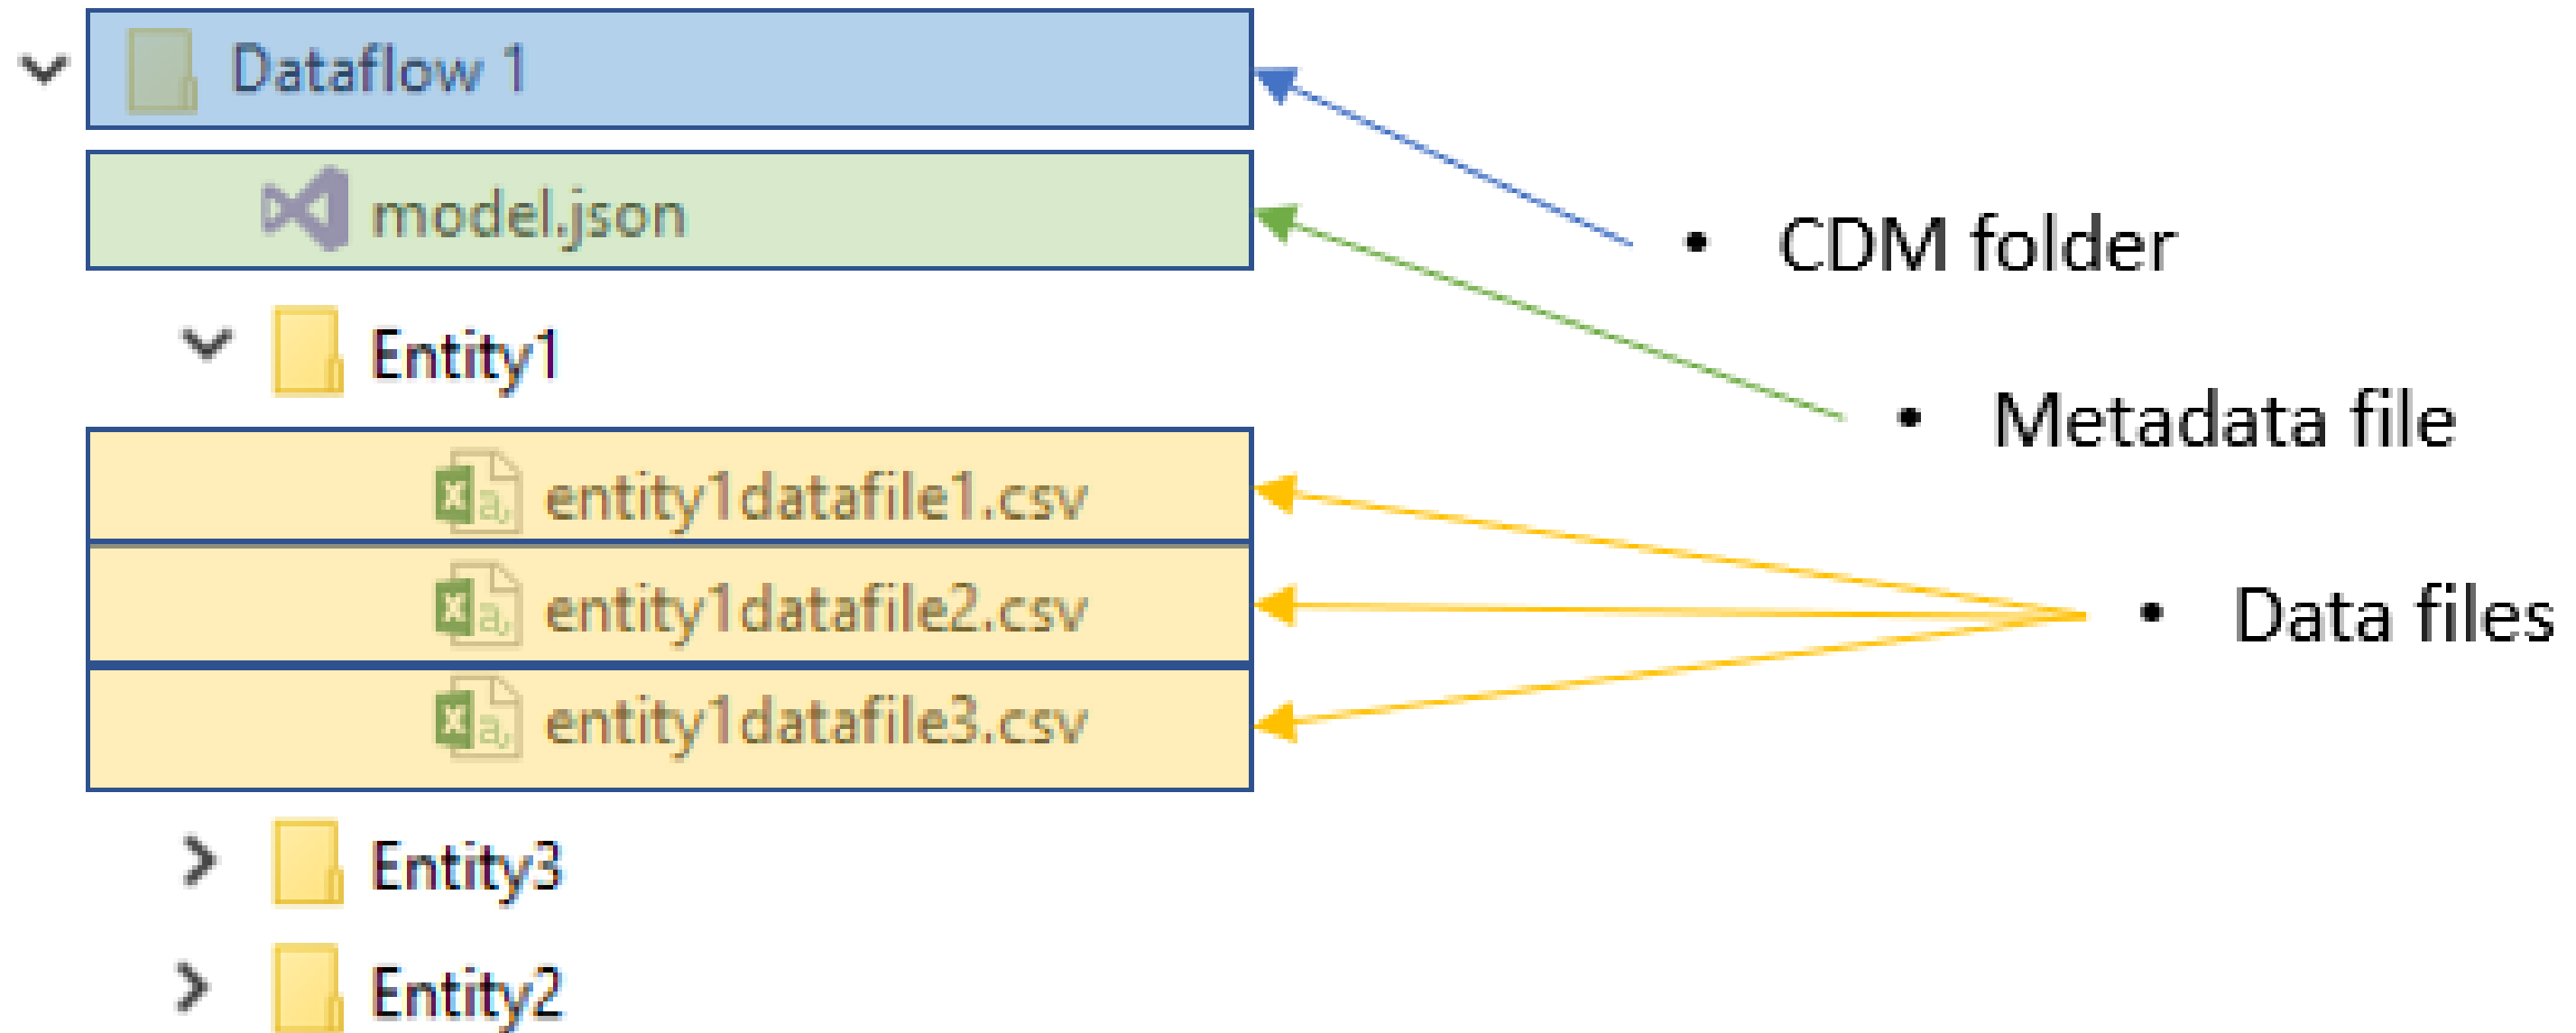 Dataflow 1
model.json
• CDM folder
Entity1
• Metadata file
entity1datafile1.csv
entity1datafile2.csv
• Data files
entity1datafile3.csv
Entity3
Entity2